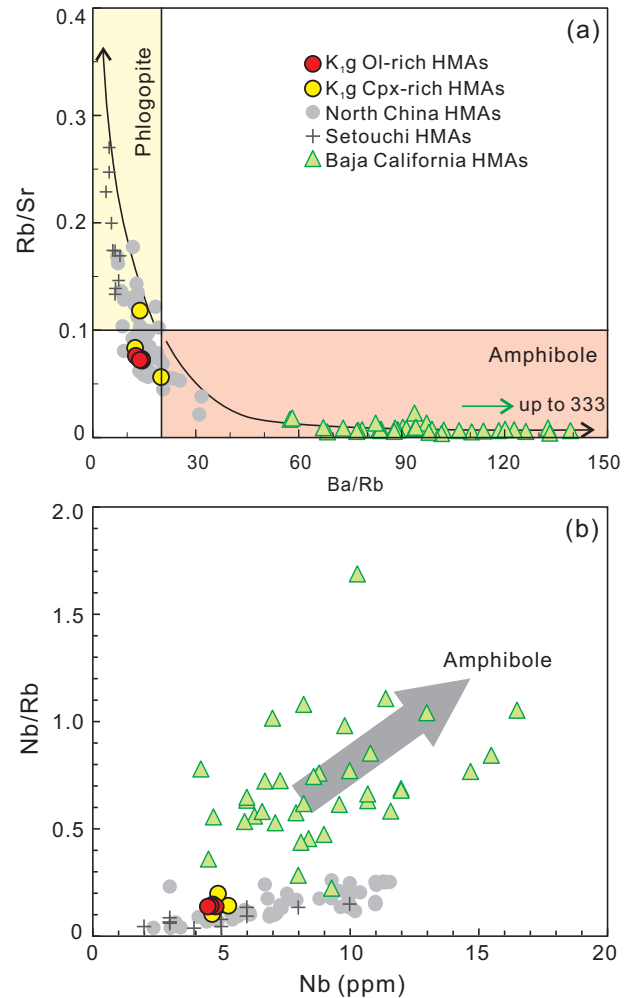 0.4
(a)
K₁g Ol-rich HMAs
K₁g Cpx-rich HMAs
North China HMAs
Setouchi HMAs
Baja California HMAs
Phlogopite
0.3
Rb/Sr
0.2
0.1
Amphibole
up to 333
0
0 30 60 90 120 150
Ba/Rb
2.0
(b)
1.5
Amphibole
Nb/Rb
1.0
0.5
0
0 5 10 15 20
Nb (ppm)